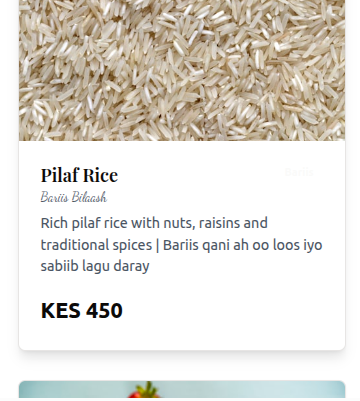 Pilaf Rice
Bariis Bilaash
Rich pilaf rice with nuts, raisins and
traditional spices | Bariis qani ah oo loos iyo
sabiib lagu daray
KES 450